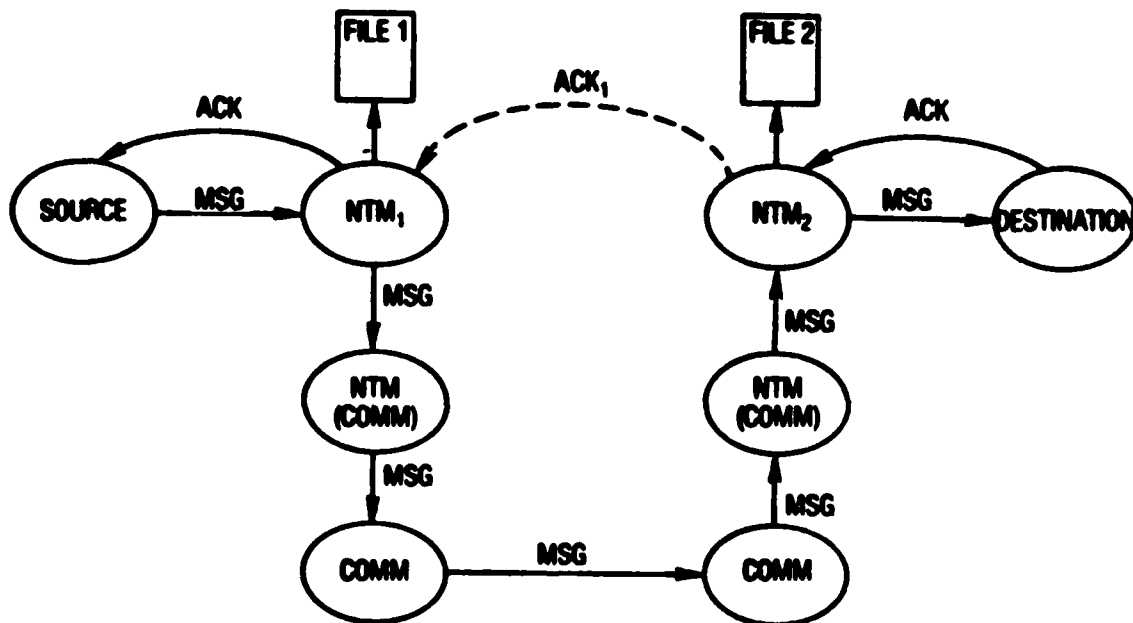 FILE 1
FILE 2
ACK
ACK₁
ACK
SOURCE
MSG
NTM₁
NTM₂
MSG
DESTINATION
MSG
MSG
NTM
(COMM)
NTM
(COMM)
MSG
MSG
COMM
MSG
COMM